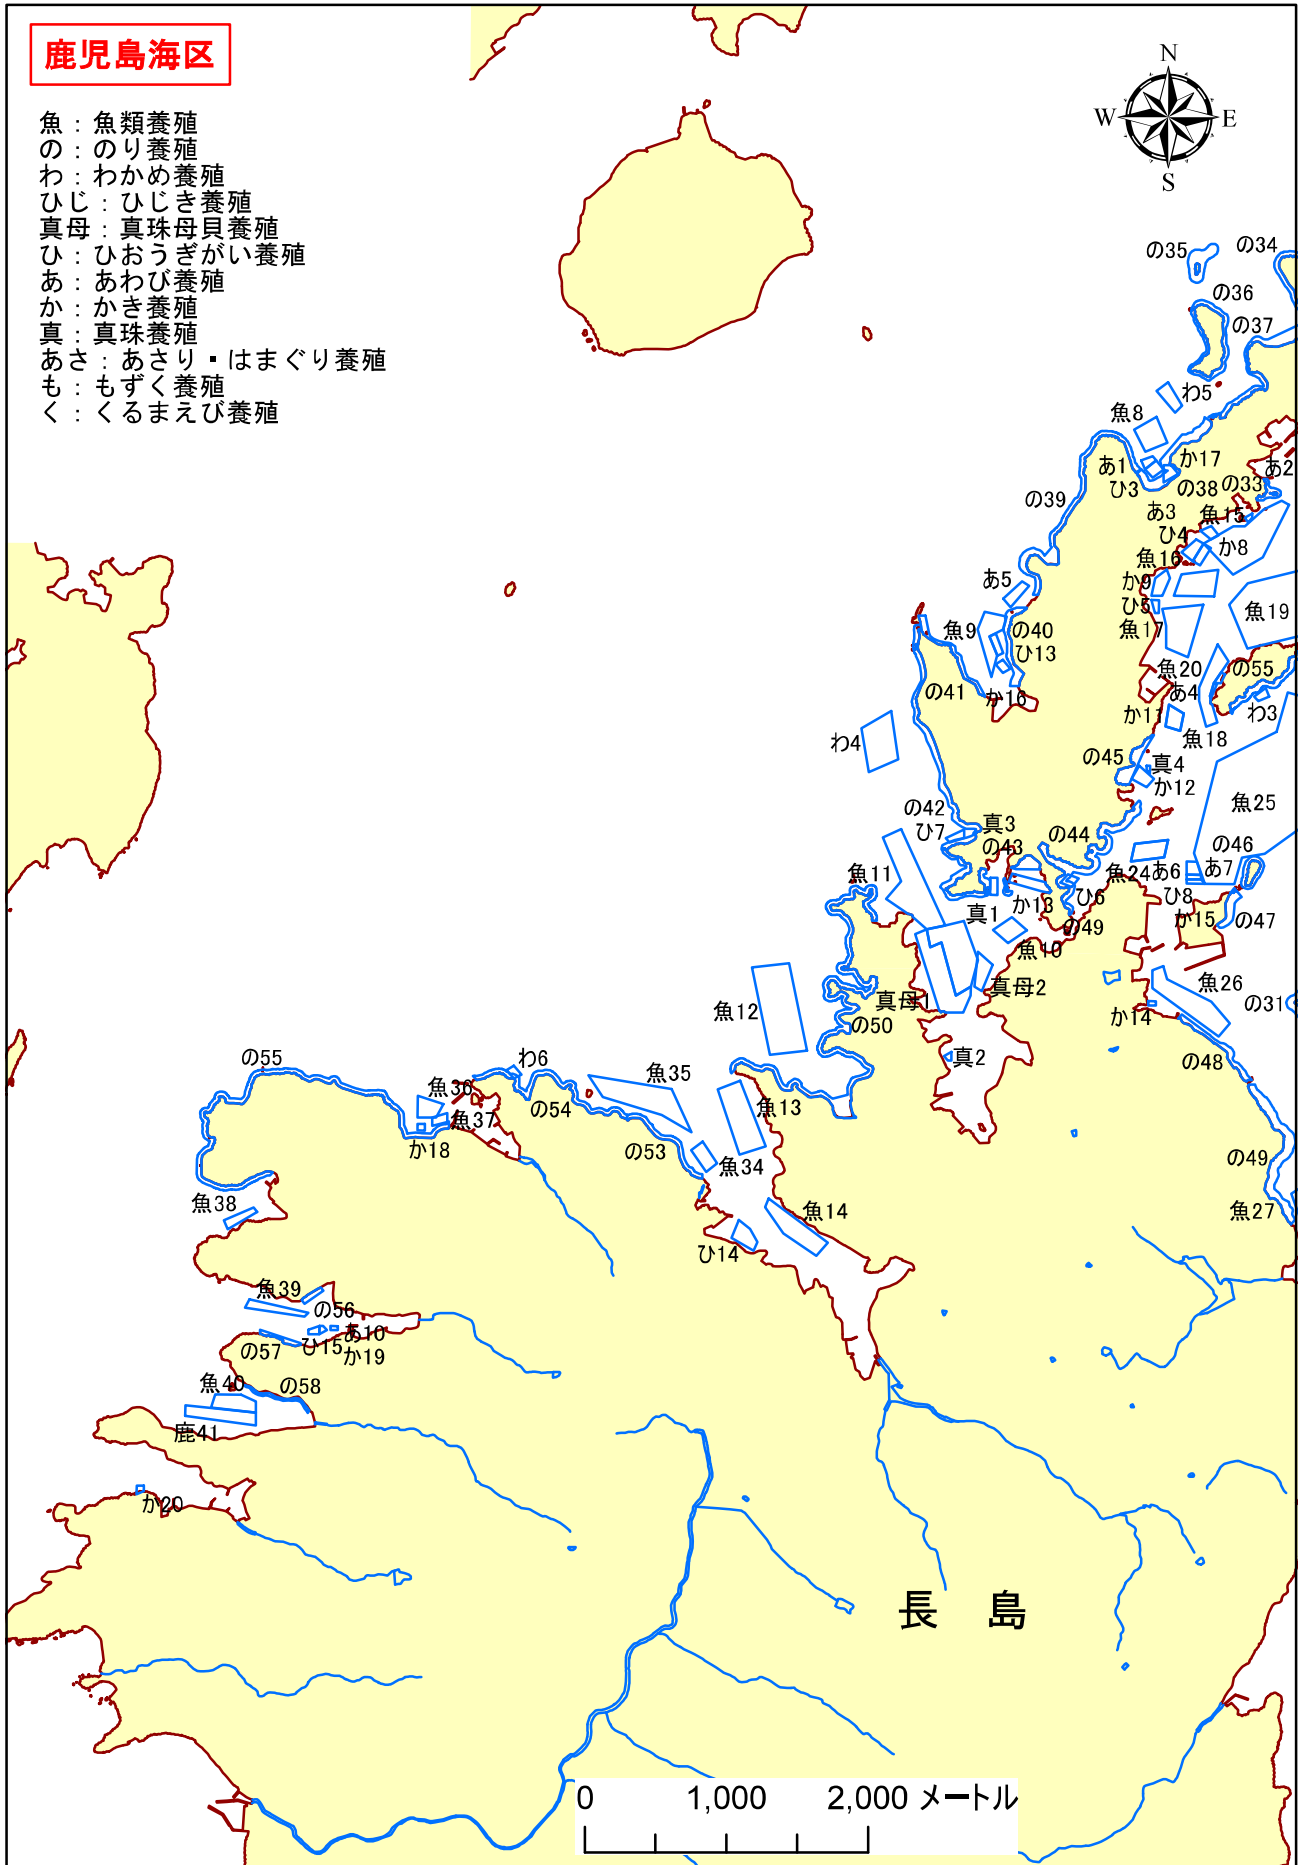 鹿児島海区
魚：魚類養殖
の：のり養殖
わ：わかめ養殖
ひじ：ひじき養殖
真母：真珠母貝養殖
ひ：ひおうぎがい養殖
あ：あわび養殖
か：かき養殖
真：真珠養殖
あさ：あさり・はまぐり養殖
も：もずく養殖
く：くるまえび養殖
N
W E
S
の35
の34
の36
の37
わ5
魚8
あ1
か17
ひ3
の38
の33
あ2
の39
あ3
魚15
ひ4
か8
魚16
か9
あ5
ひ5
魚17
魚19
魚9
の40
ひ13
魚20
の55
の41
か16
あ4
か11
わ3
魚18
わ4
の45
真4
か12
魚25
の42
ひ7
真3
の43
の44
の46
魚11
魚24
あ6
あ7
ひ6
ひ8
真1
か13
か15
の47
の49
魚10
魚26
真母1
真母2
魚12
の50
か14
の31
真2
の48
の55
わ6
魚35
魚36
魚37
の54
魚13
か18
の53
魚34
の49
魚38
魚14
魚27
ひ14
魚39
の56
あ10
の57
ひ15
か19
魚40
の58
鹿41
か20
長島
0 1,000 2,000 メートル